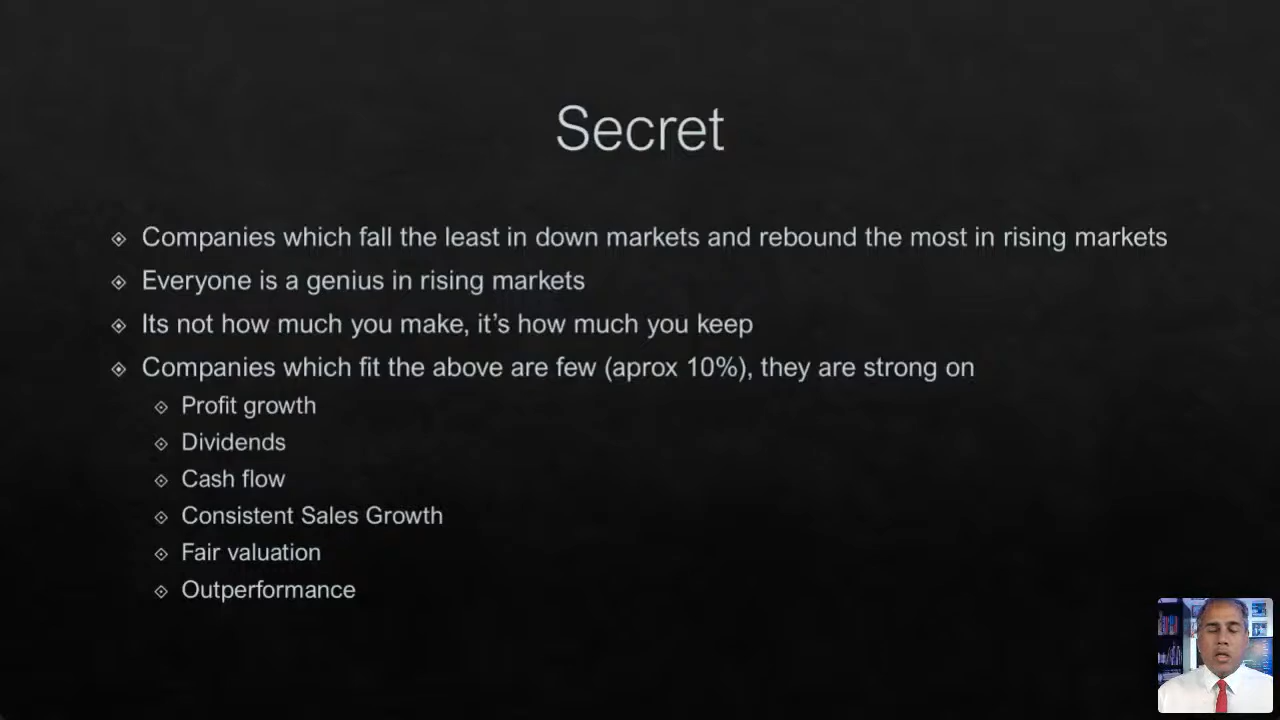 Secret
Companies which fall the least in down markets and rebound the most in rising markets
Everyone is a genius in rising markets
Its not how much you make, it’s how much you keep
Companies which fit the above are few (aprox 10%), they are strong on
Profit growth
Dividends
Cash flow
Consistent Sales Growth
Fair valuation
Outperformance